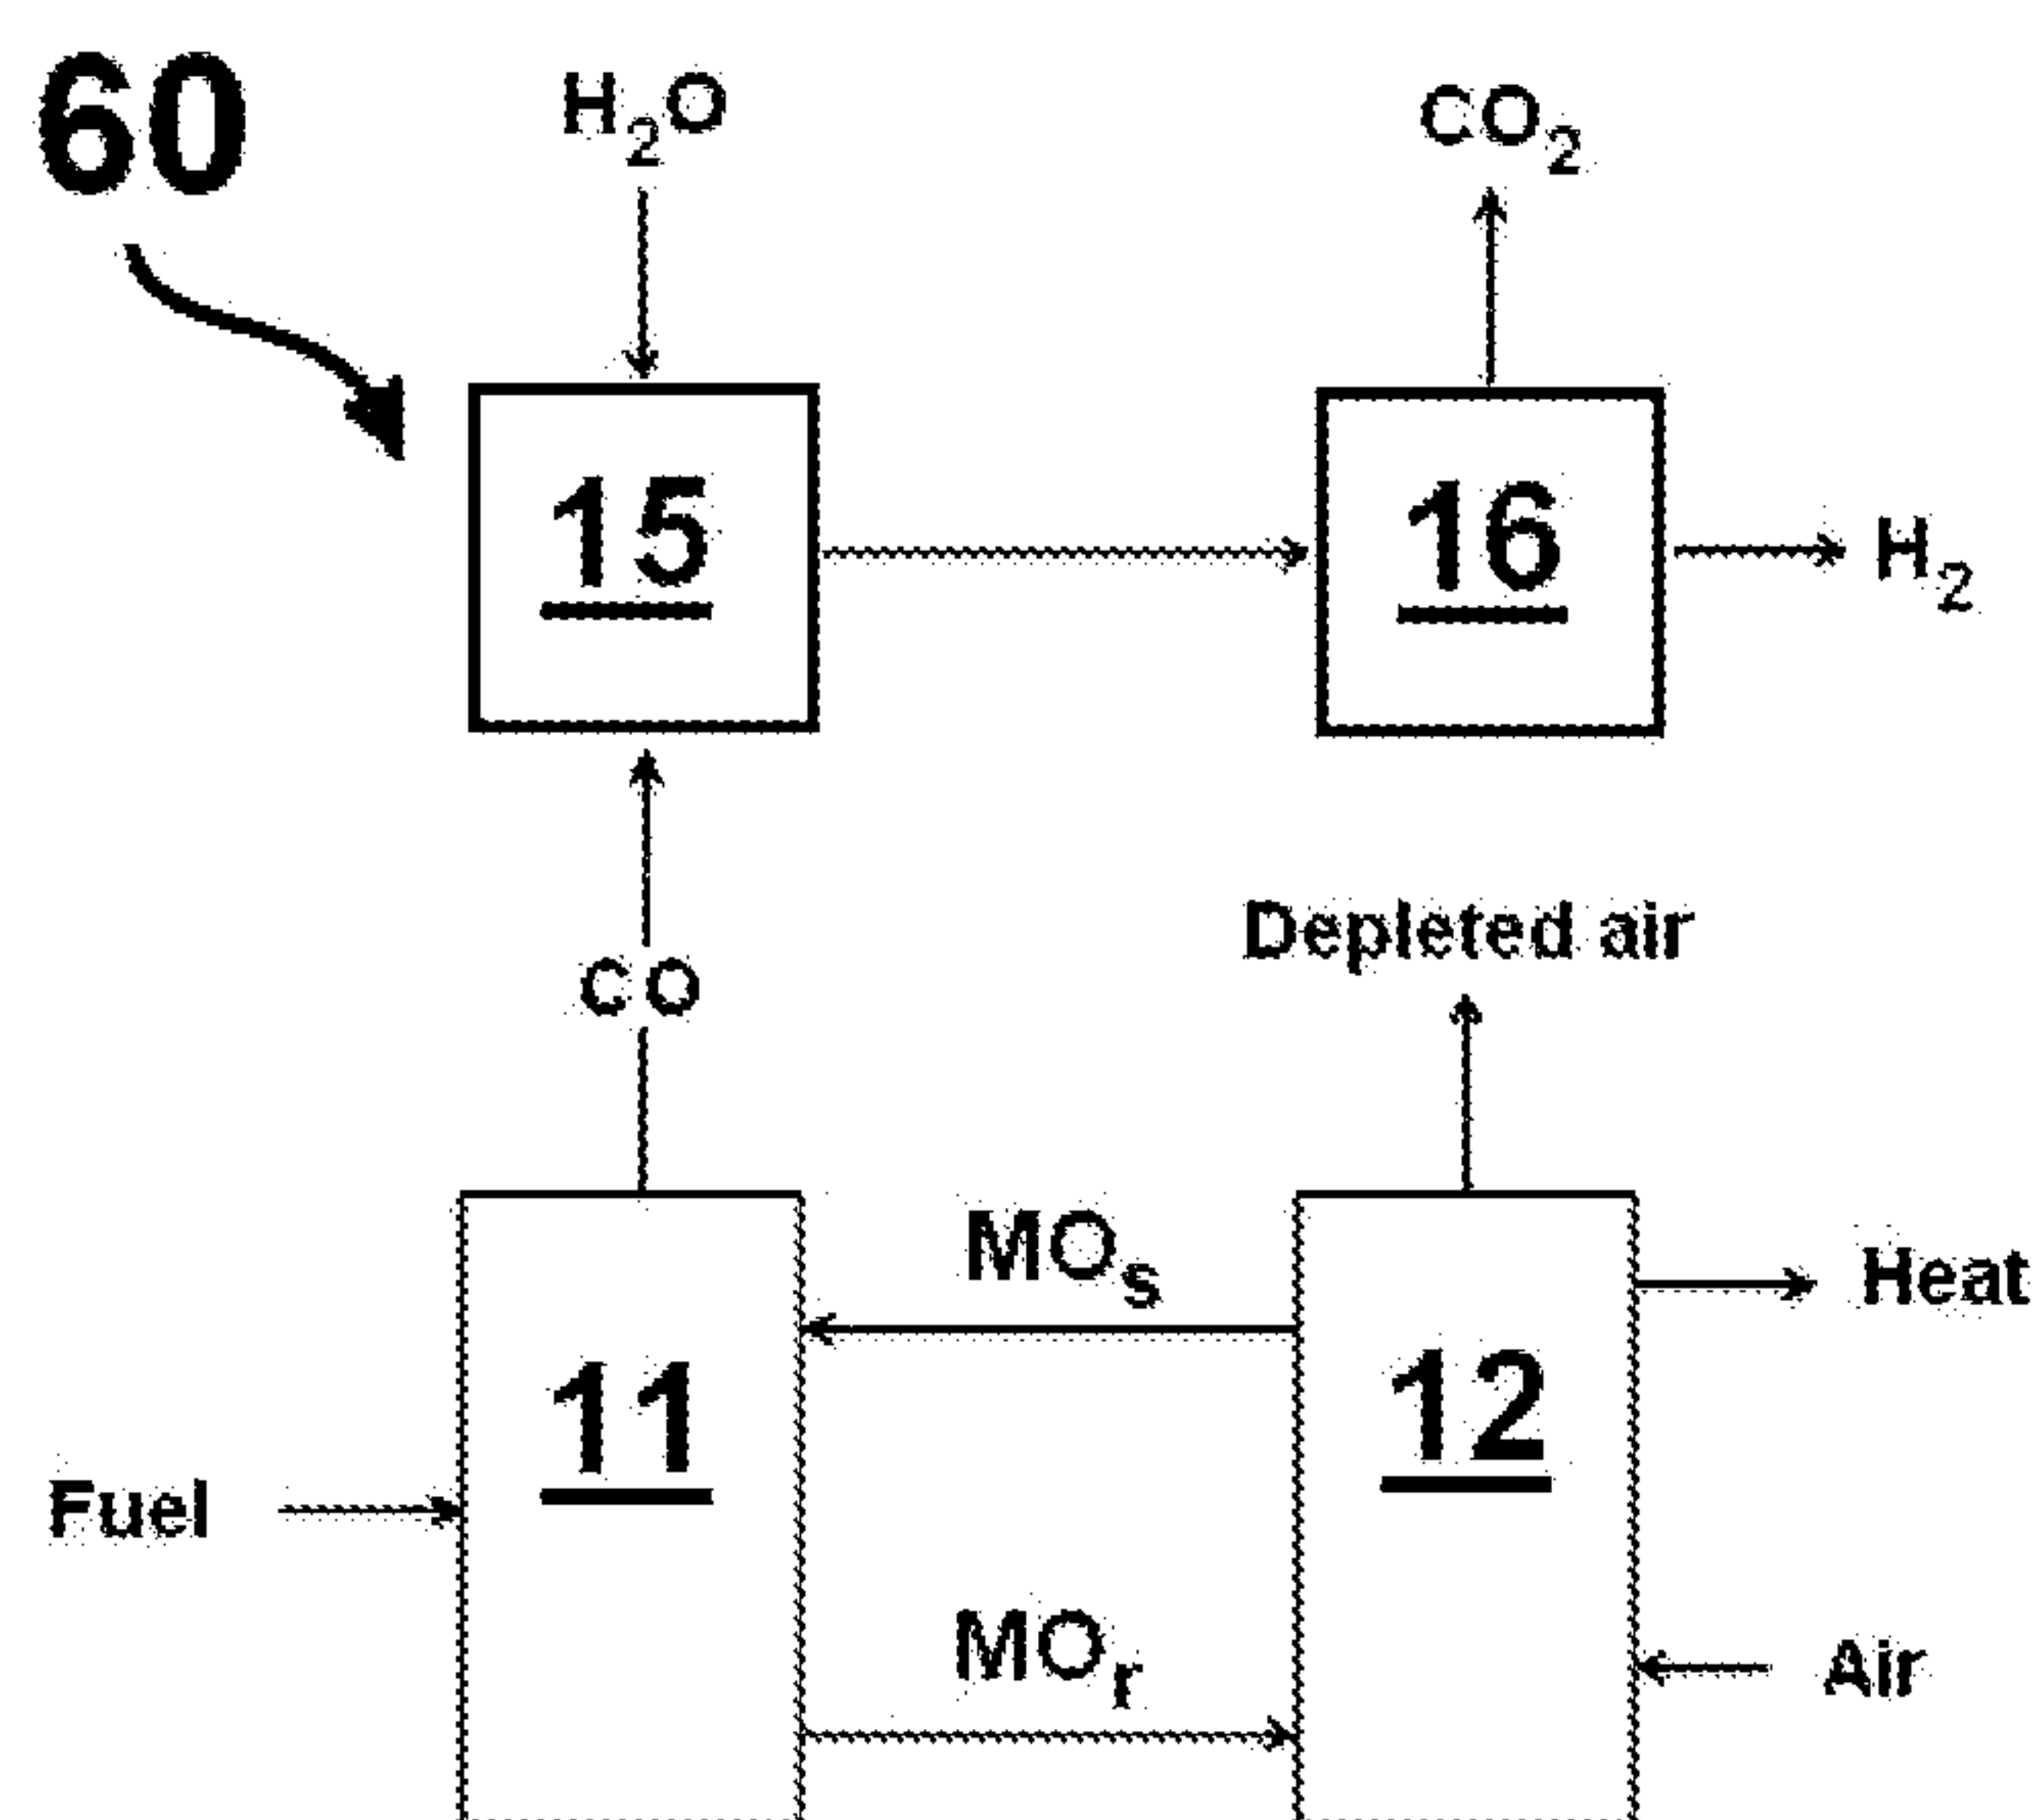 60
H₂O
CO₂
15
16
H₂
CO
Depleted air
MOₛ
Heat
11
12
Fuel
MOᵣ
Air